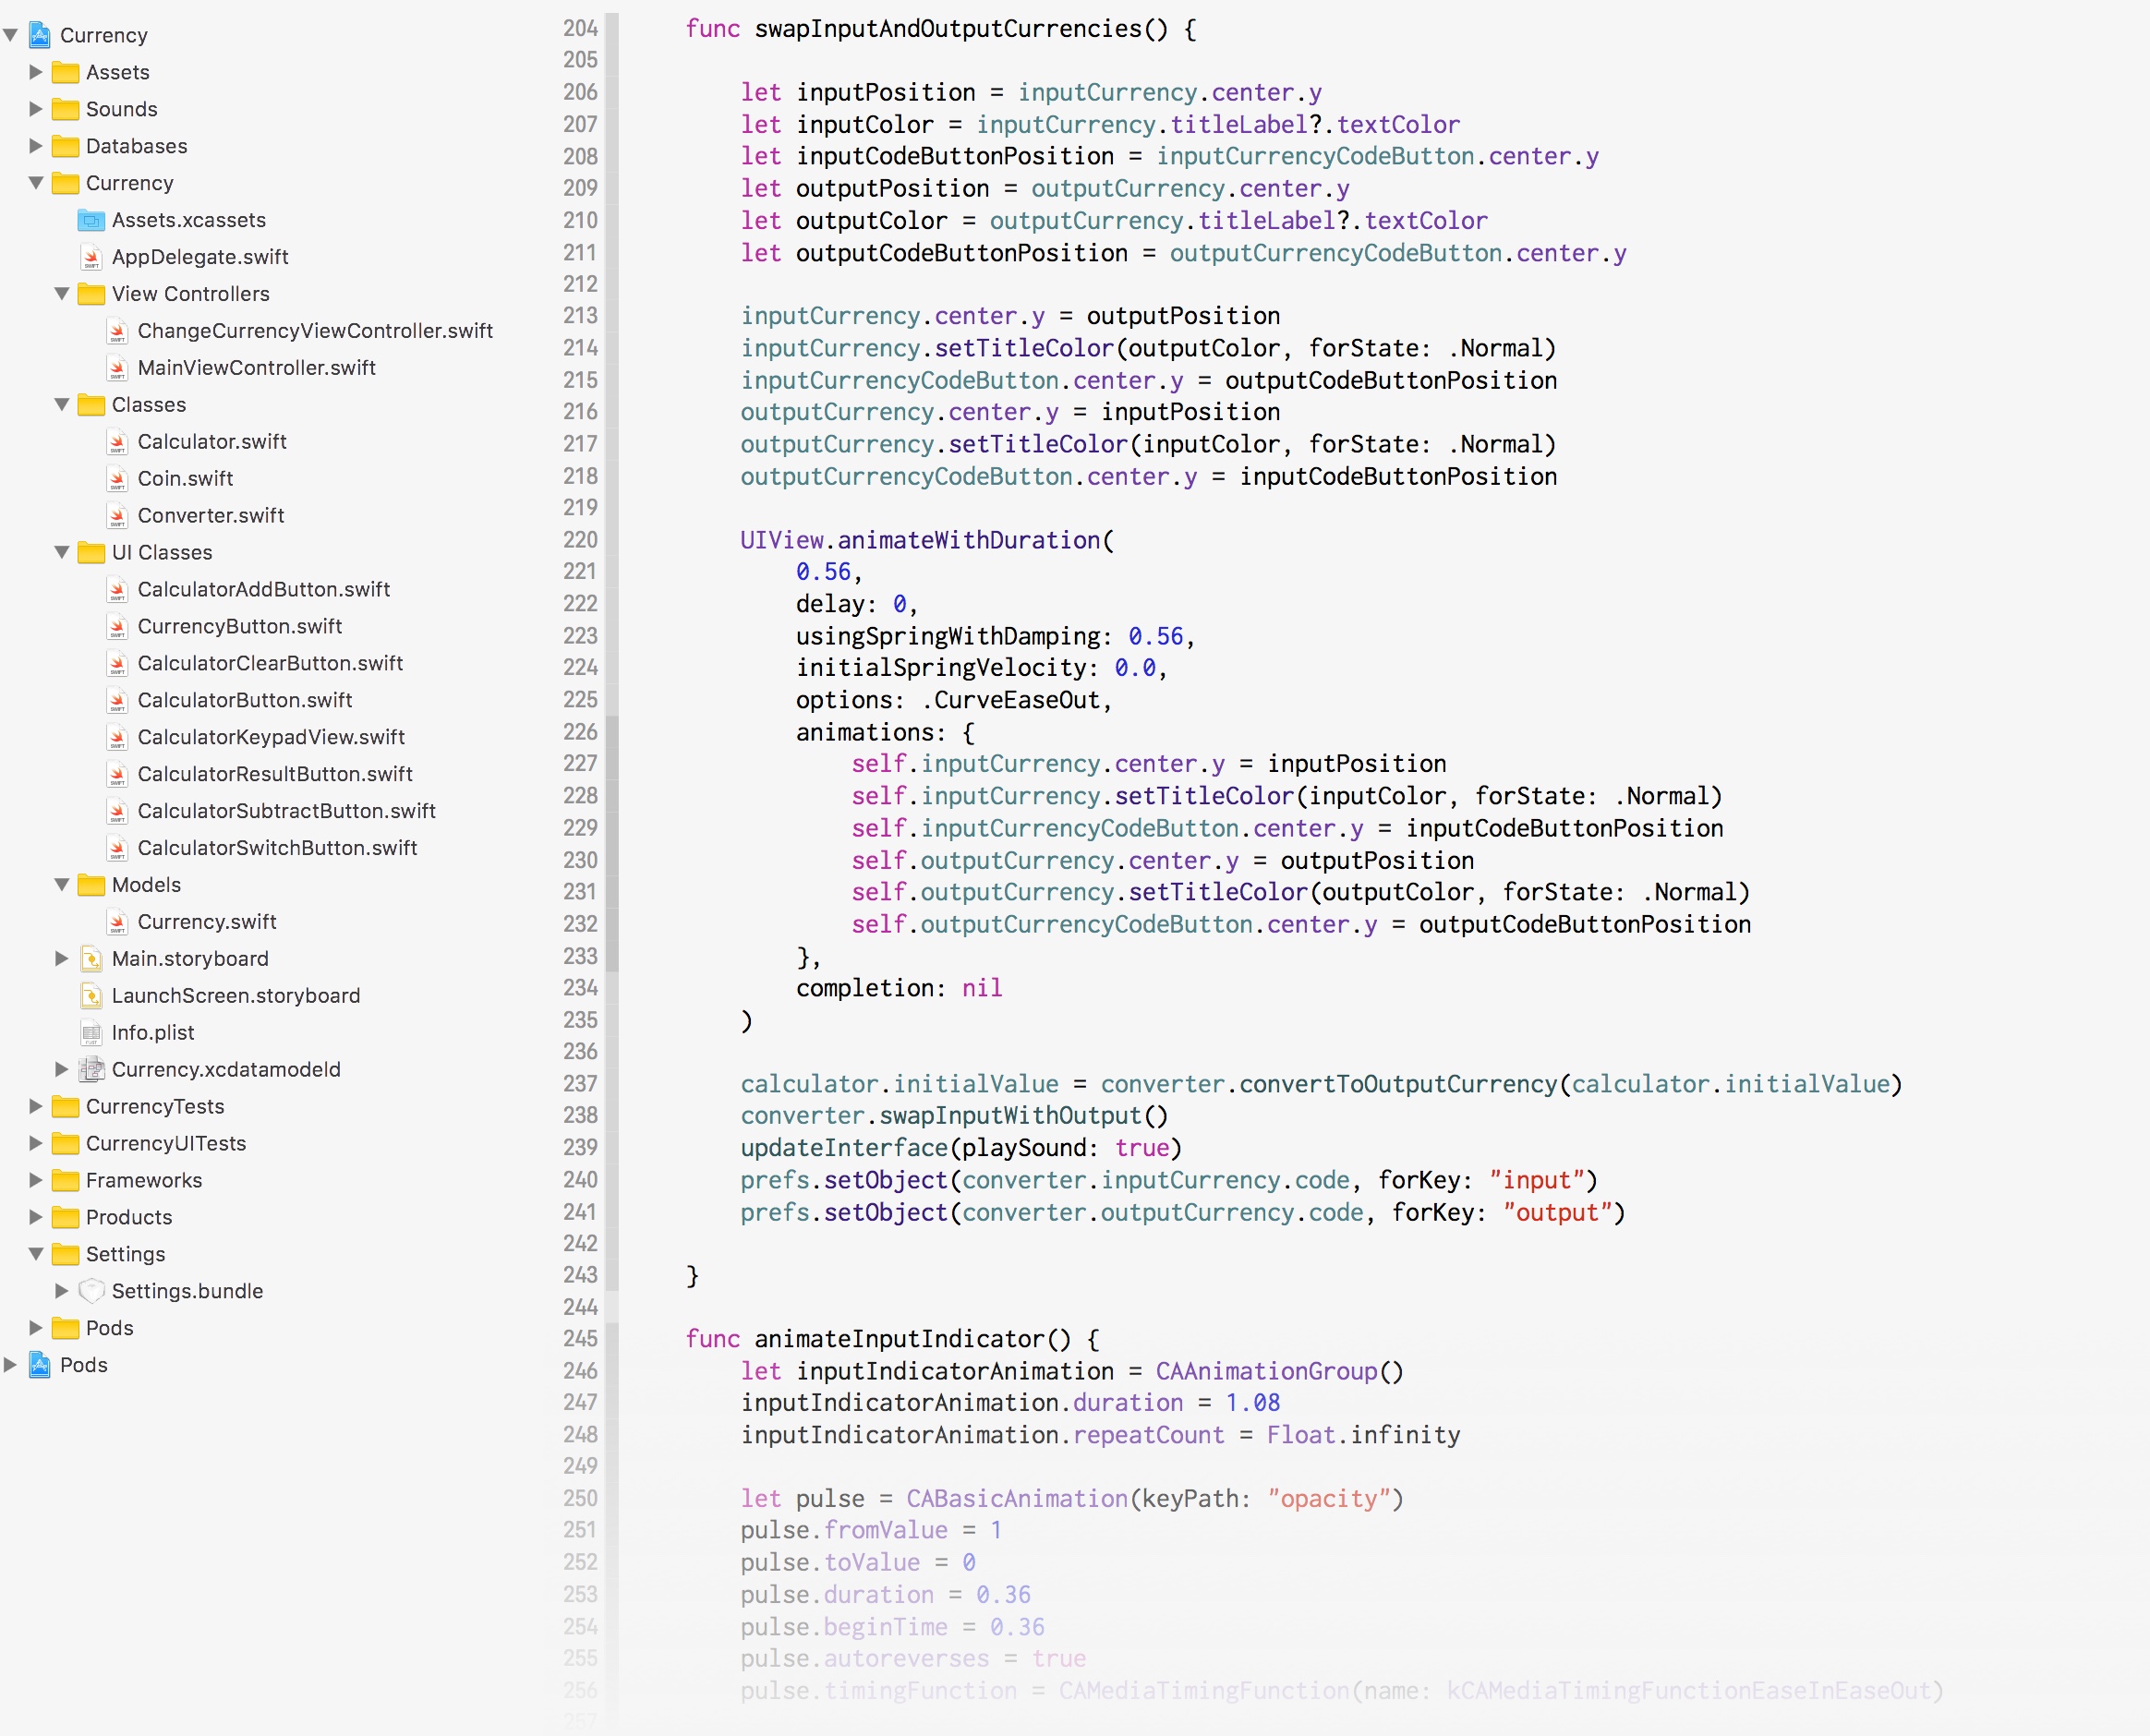 Currency
Assets
Sounds
Databases
Currency
Assets.xcassets
AppDelegate.swift
View Controllers
ChangeCurrencyViewController.swift
MainViewController.swift
Classes
Calculator.swift
Coin.swift
Converter.swift
UI Classes
CalculatorAddButton.swift
CurrencyButton.swift
CalculatorClearButton.swift
CalculatorButton.swift
CalculatorKeypadView.swift
CalculatorResultButton.swift
CalculatorSubtractButton.swift
CalculatorSwitchButton.swift
Models
Currency.swift
Main.storyboard
LaunchScreen.storyboard
Info.plist
Currency.xcdatamodeld
CurrencyTests
CurrencyUITests
Frameworks
Products
Settings
Settings.bundle
Pods
Pods
204 func swapInputAndOutputCurrencies() {
205
206 let inputPosition = inputCurrency.center.y
207 let inputColor = inputCurrency.titleLabel?.textColor
208 let inputCodeButtonPosition = inputCurrencyCodeButton.center.y
209 let outputPosition = outputCurrency.center.y
210 let outputColor = outputCurrency.titleLabel?.textColor
211 let outputCodeButtonPosition = outputCurrencyCodeButton.center.y
212
213 inputCurrency.center.y = outputPosition
214 inputCurrency.setTitleColor(outputColor, forState: .Normal)
215 inputCurrencyCodeButton.center.y = outputCodeButtonPosition
216 outputCurrency.center.y = inputPosition
217 outputCurrency.setTitleColor(inputColor, forState: .Normal)
218 outputCurrencyCodeButton.center.y = inputCodeButtonPosition
219
220 UIView.animateWithDuration(
221 0.56,
222 delay: 0,
223 usingSpringWithDamping: 0.56,
224 initialSpringVelocity: 0.0,
225 options: .CurveEaseOut,
226 animations: {
227 self.inputCurrency.center.y = inputPosition
228 self.inputCurrency.setTitleColor(inputColor, forState: .Normal)
229 self.inputCurrencyCodeButton.center.y = inputCodeButtonPosition
230 self.outputCurrency.center.y = outputPosition
231 self.outputCurrency.setTitleColor(outputColor, forState: .Normal)
232 self.outputCurrencyCodeButton.center.y = outputCodeButtonPosition
233 },
234 completion: nil
235 )
236
237 calculator.initialValue = converter.convertToOutputCurrency(calculator.initialValue)
238 converter.swapInputWithOutput()
239 updateInterface(playSound: true)
240 prefs.setObject(converter.inputCurrency.code, forKey: "input")
241 prefs.setObject(converter.outputCurrency.code, forKey: "output")
242
243 }
244
245 func animateInputIndicator() {
246 let inputIndicatorAnimation = CAAnimationGroup()
247 inputIndicatorAnimation.duration = 1.08
248 inputIndicatorAnimation.repeatCount = Float.infinity
249
250 let pulse = CABasicAnimation(keyPath: "opacity")
251 pulse.fromValue = 1
252 pulse.toValue = 0
253 pulse.duration = 0.36
254 pulse.beginTime = 0.36
255 pulse.autoreverses = true
256 pulse.timingFunction = CAMediaTimingFunction(name: kCAMediaTimingFunctionEaseInEaseOut)
257